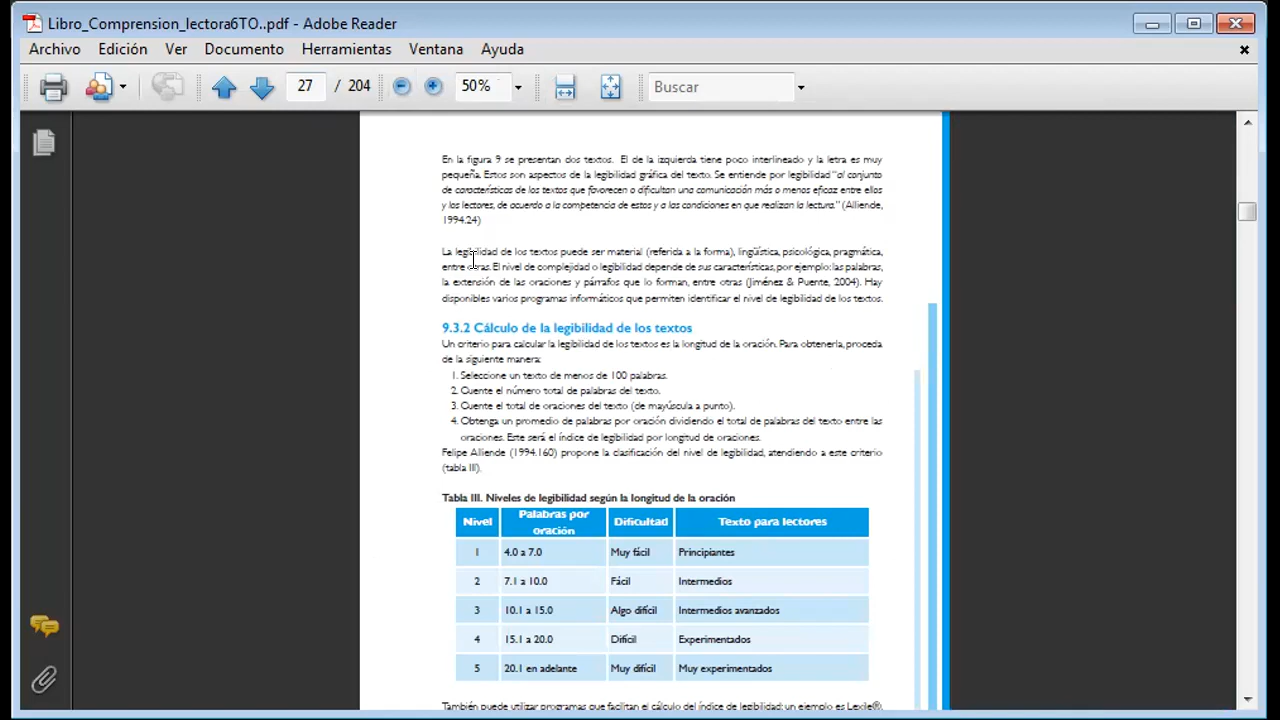 Libro_Comprension_lectora6TO..pdf - Adobe Reader
Archivo Edición Ver Documento Herramientas Ventana Ayuda
27 / 204 50% Buscar
En la figura 9 se presentan dos textos. El de la izquierda tiene poco interlineado y la letra es muy
pequeña. Estos son aspectos de la legibilidad gráfica del texto. Se entiende por legibilidad "al conjunto
de características de los textos que favorecen o dificultan una comunicación más o menos eficaz entre ellos
y los lectores, de acuerdo a la competencia de estos y a las condiciones en que realizan la lectura." (Alliende,
1994.24)
La legibilidad de los textos puede ser material (referida a la forma), lingüística, psicológica, pragmática,
entre otras. El nivel de complejidad o legibilidad depende de sus características, por ejemplo: las palabras,
la extensión de las oraciones y párrafos que lo forman, entre otras (Jiménez & Puente, 2004). Hay
disponibles varios programas informáticos que permiten identificar el nivel de legibilidad de los textos.
9.3.2 Cálculo de la legibilidad de los textos
Un criterio para calcular la legibilidad de los textos es la longitud de la oración. Para obtenerla, proceda
de la siguiente manera:
1. Seleccione un texto de menos de 100 palabras.
2. Cuente el número total de palabras del texto.
3. Cuente el total de oraciones del texto (de mayúscula a punto).
4. Obtenga un promedio de palabras por oración dividiendo el total de palabras del texto entre las
oraciones. Este será el índice de legibilidad por longitud de oraciones.
Felipe Alliende (1994.160) propone la clasificación del nivel de legibilidad, atendiendo a este criterio
(tabla III).
Tabla III. Niveles de legibilidad según la longitud de la oración
Nivel Palabras por oración Dificultad Texto para lectores
1 4.0 a 7.0 Muy fácil Principiantes
2 7.1 a 10.0 Fácil Intermedios
3 10.1 a 15.0 Algo difícil Intermedios avanzados
4 15.1 a 20.0 Difícil Experimentados
5 20.1 en adelante Muy difícil Muy experimentados
También puede utilizar programas que facilitan el cálculo del índice de legibilidad; un ejemplo es Lexile®,